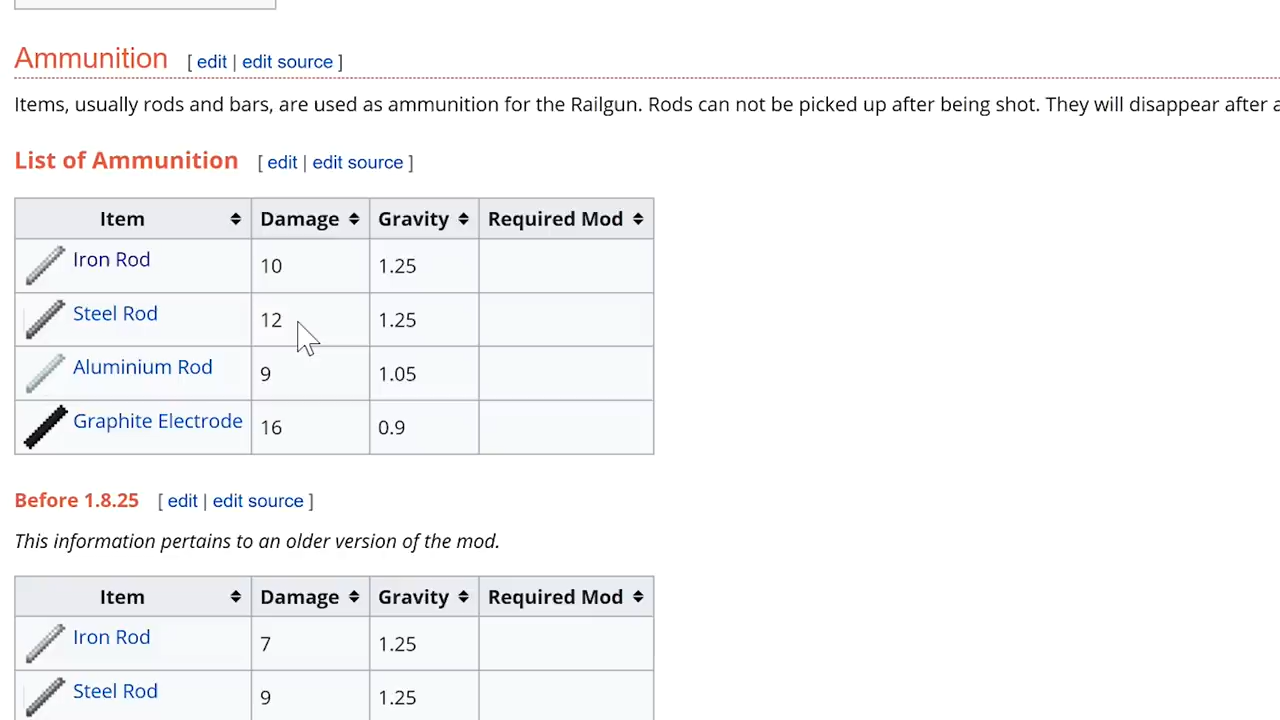 Ammunition [ edit | edit source ]
Items, usually rods and bars, are used as ammunition for the Railgun. Rods can not be picked up after being shot. They will disappear after
List of Ammunition [ edit | edit source ]
Item Damage Gravity Required Mod
Iron Rod 10 1.25
Steel Rod 12 1.25
Aluminium Rod 9 1.05
Graphite Electrode 16 0.9
Before 1.8.25 [ edit | edit source ]
This information pertains to an older version of the mod.
Item Damage Gravity Required Mod
Iron Rod 7 1.25
Steel Rod 9 1.25